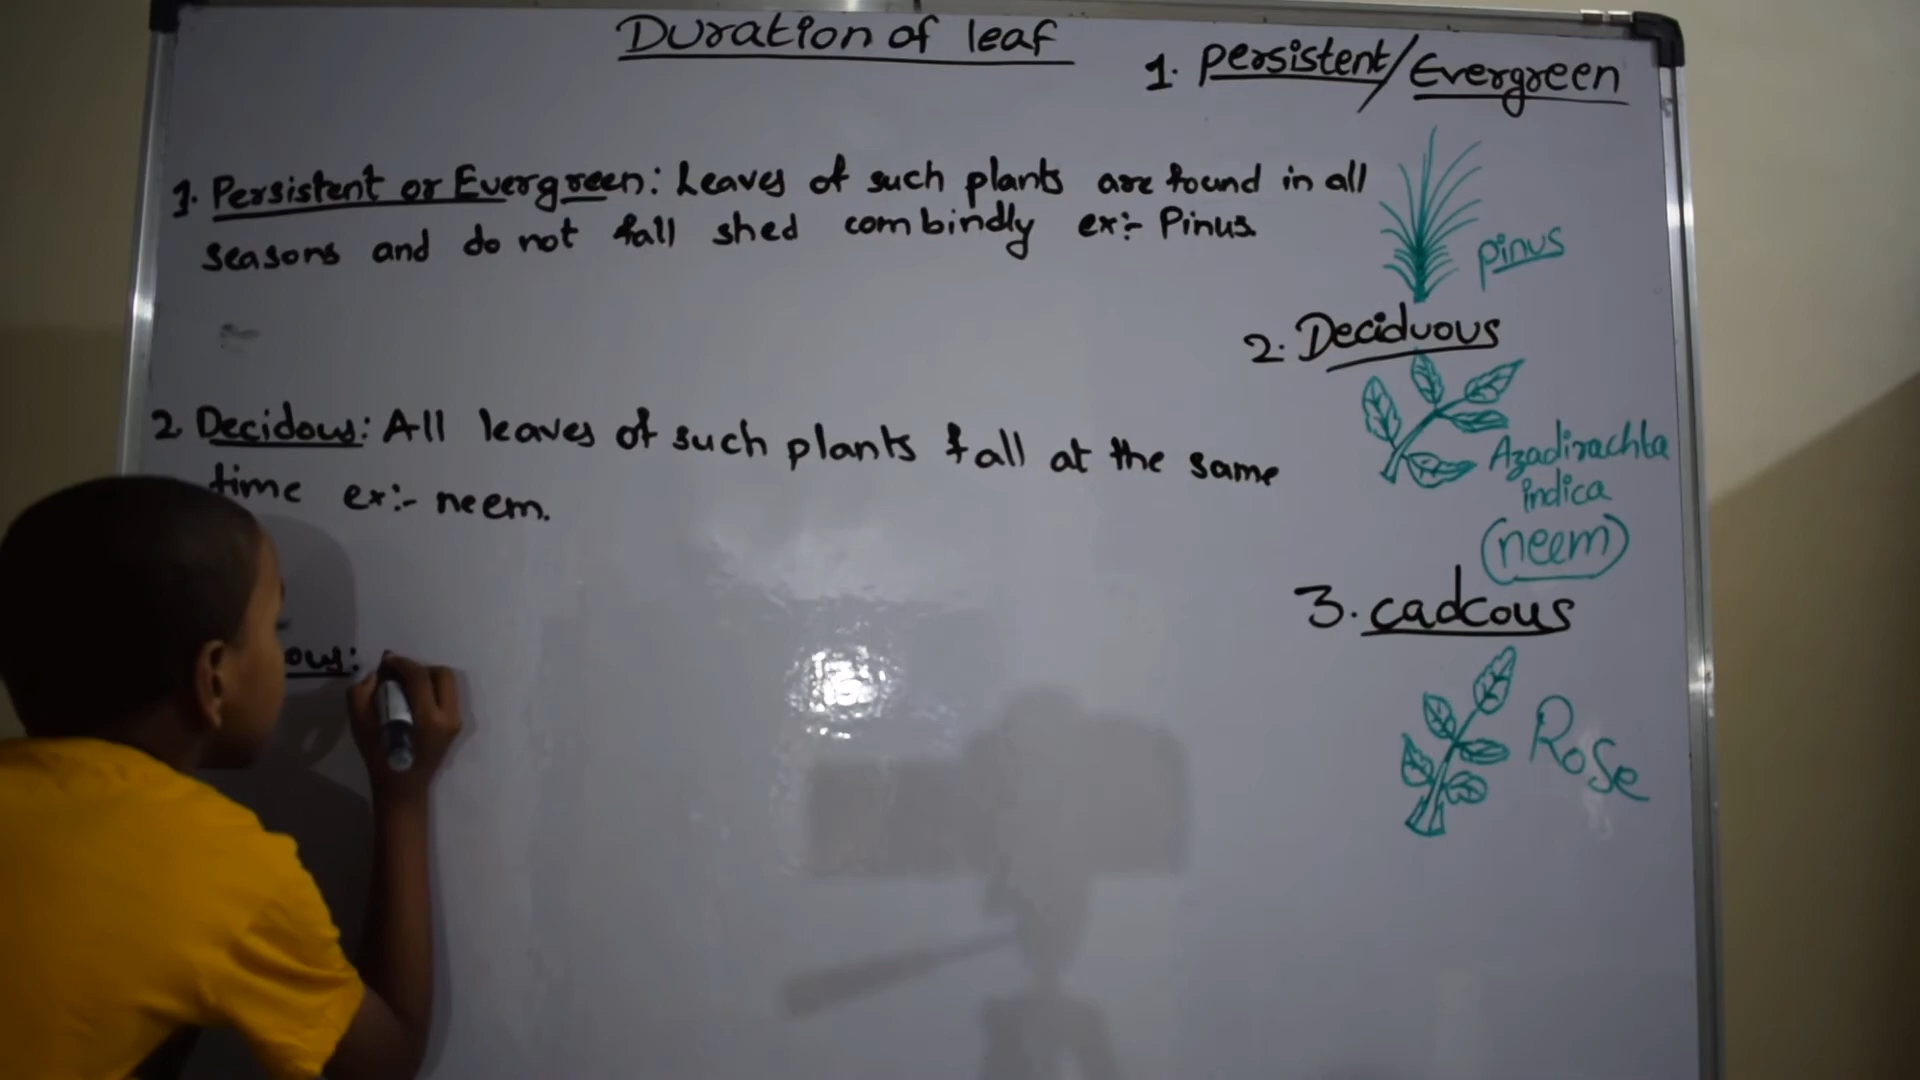 Duration of leaf
1. Persistent/Evergreen
1. Persistent or Evergreen: Leaves of such plants are found in all
seasons and do not fall shed combindly ex:- Pinus.
pinus
2. Deciduous
2. Decidous: All leaves of such plants fall at the same
time ex:- neem.
Azadirachta
indica
(neem)
3. cadcous
ous:
Rose